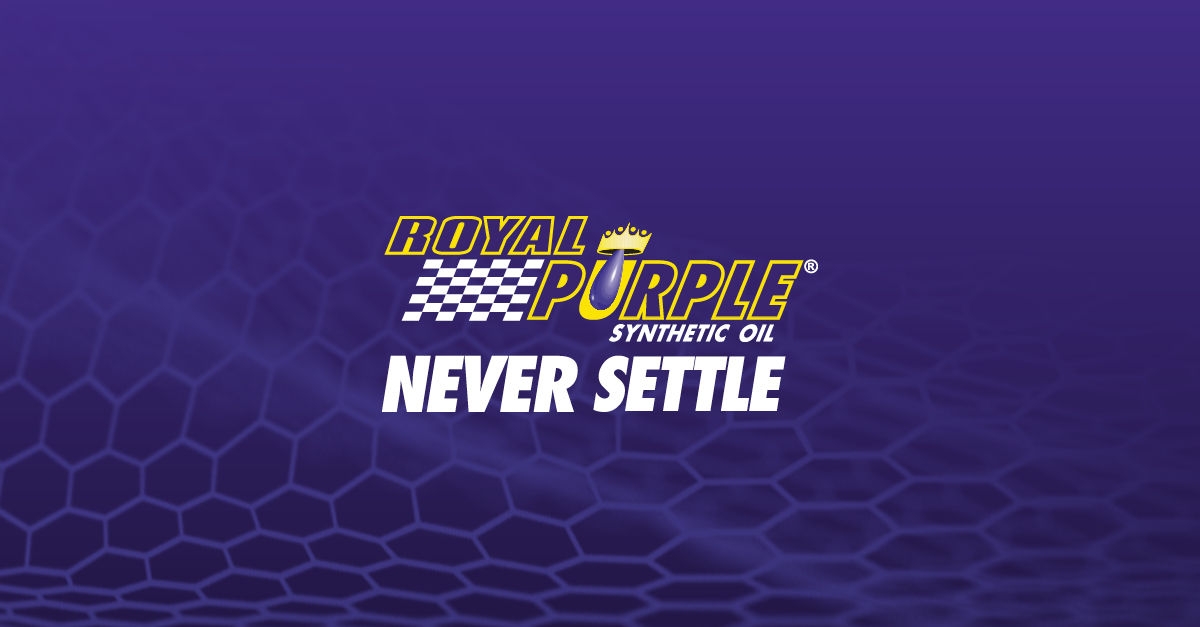 ROYAL
PURPLE®
SYNTHETIC OIL
NEVER SETTLE